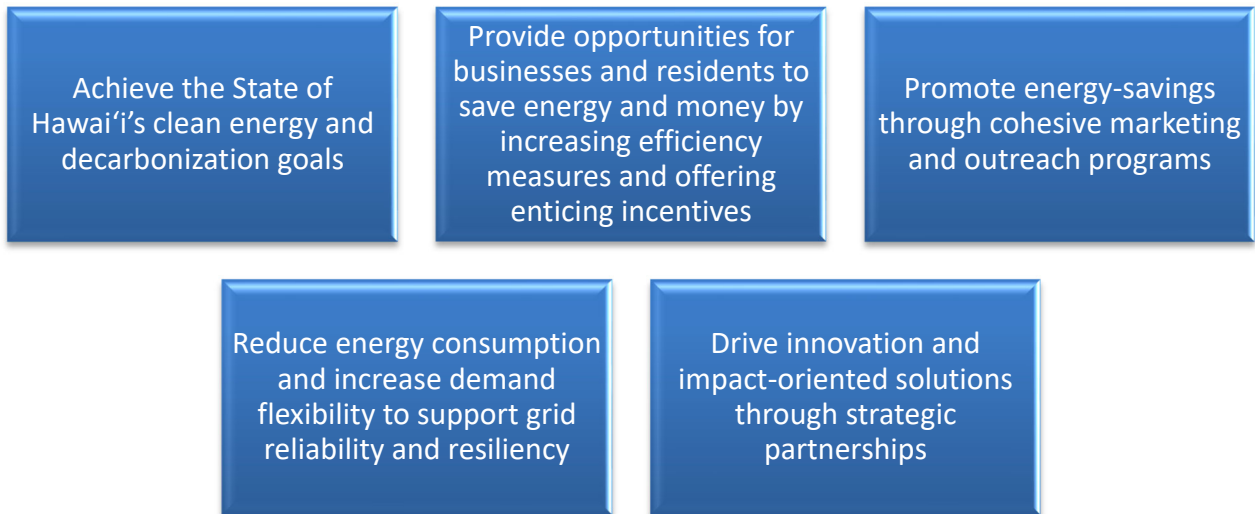 Achieve the State of
Hawai‘i’s clean energy and
decarbonization goals
Provide opportunities for
businesses and residents to
save energy and money by
increasing efficiency
measures and offering
enticing incentives
Promote energy-savings
through cohesive marketing
and outreach programs
Reduce energy consumption
and increase demand
flexibility to support grid
reliability and resiliency
Drive innovation and
impact-oriented solutions
through strategic
partnerships